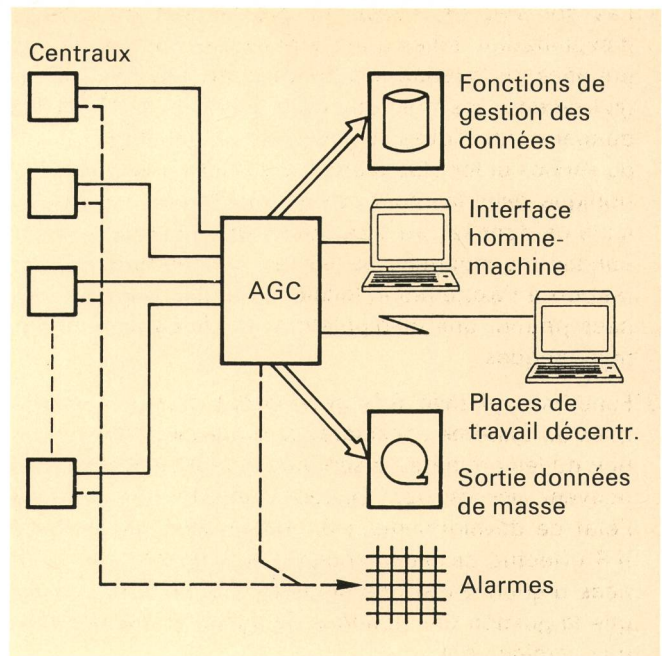 Centraux
Fonctions de
gestion des
données
Interface
homme-
machine
AGC
Places de
travail décentr.
Sortie données
de masse
Alarmes